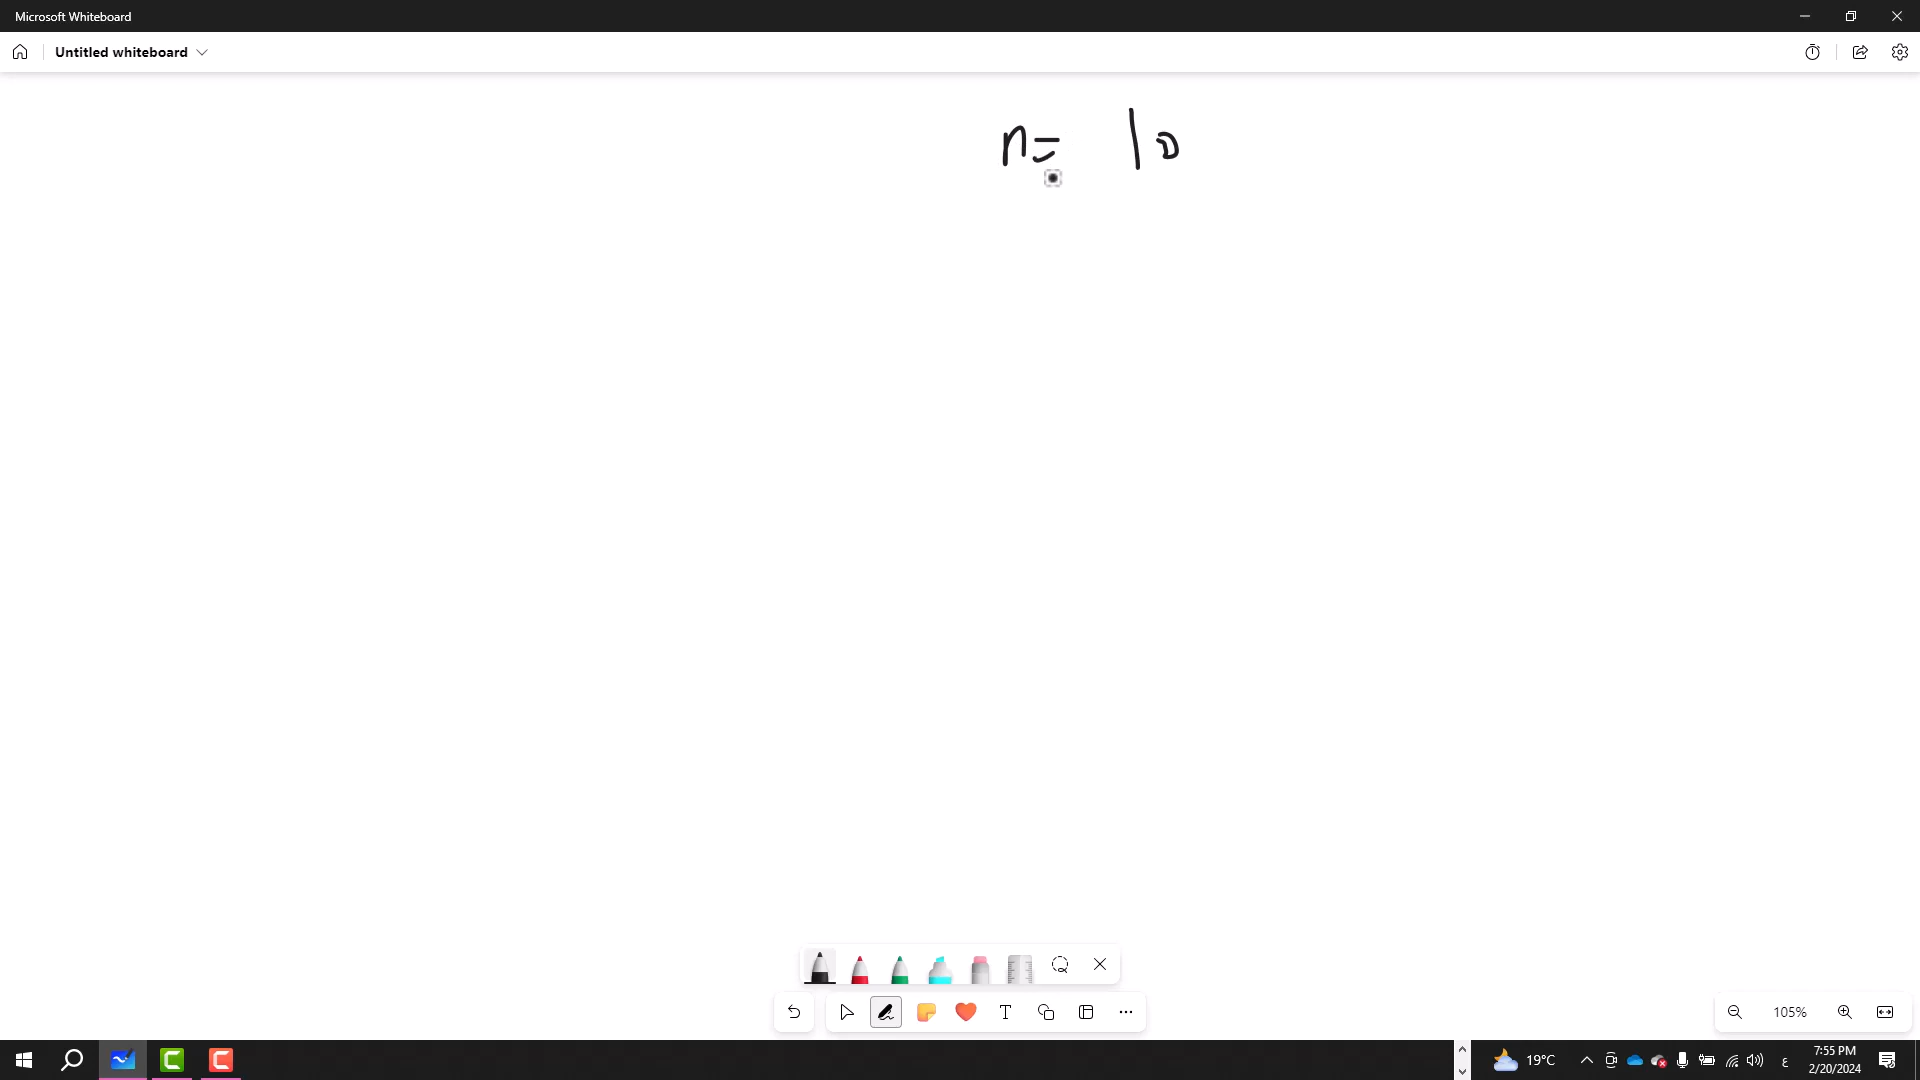 Microsoft Whiteboard
Untitled whiteboard
n= 10
105%
19°C
ع
7:55 PM
2/20/2024